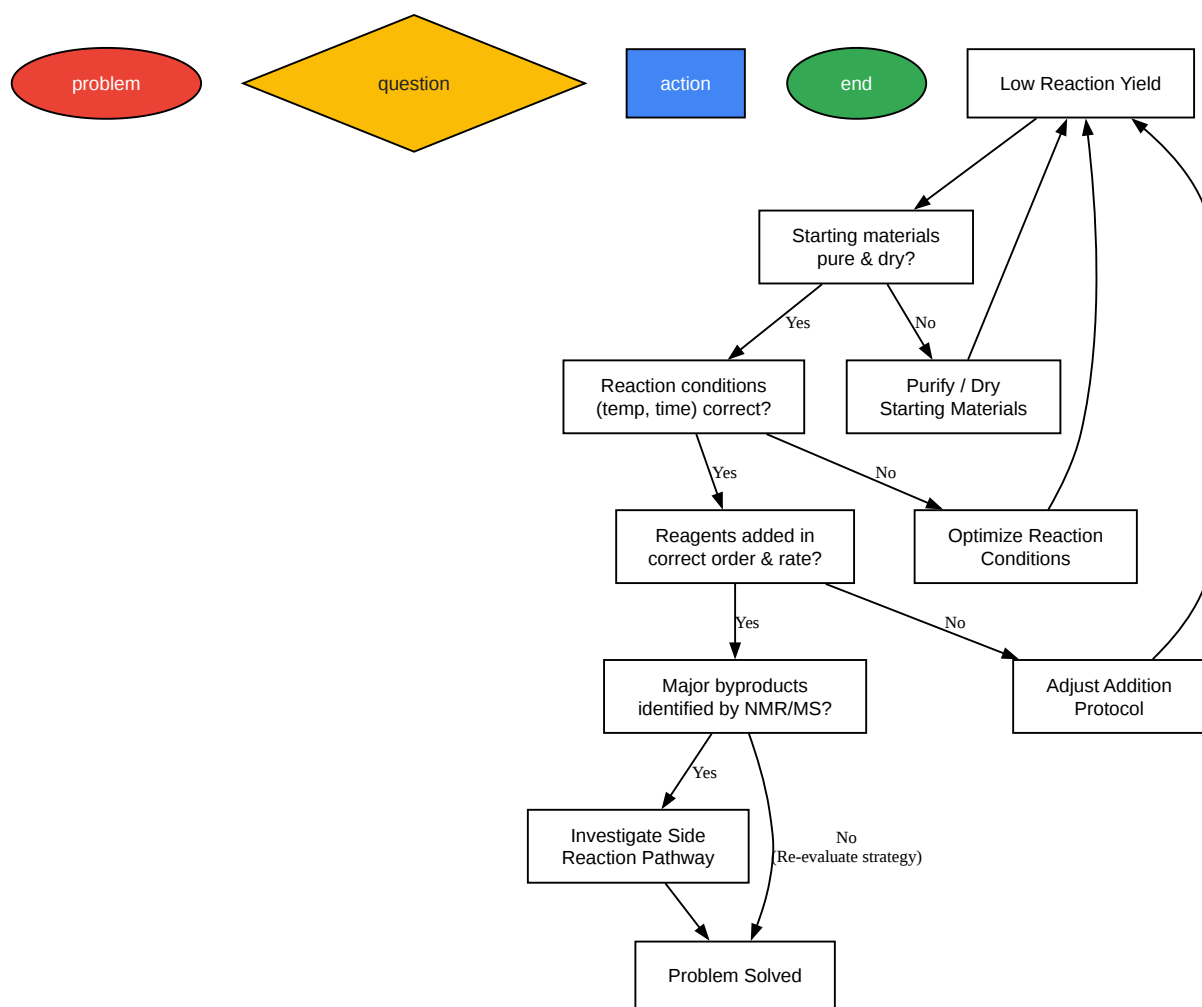 problem
question
action
end
Low Reaction Yield
Starting materials
pure & dry?
Yes
No
Reaction conditions
(temp, time) correct?
Purify / Dry
Starting Materials
Yes
No
Reagents added in
correct order & rate?
Optimize Reaction
Conditions
Yes
No
Major byproducts
identified by NMR/MS?
Adjust Addition
Protocol
Yes
Investigate Side
Reaction Pathway
No
(Re-evaluate strategy)
Problem Solved